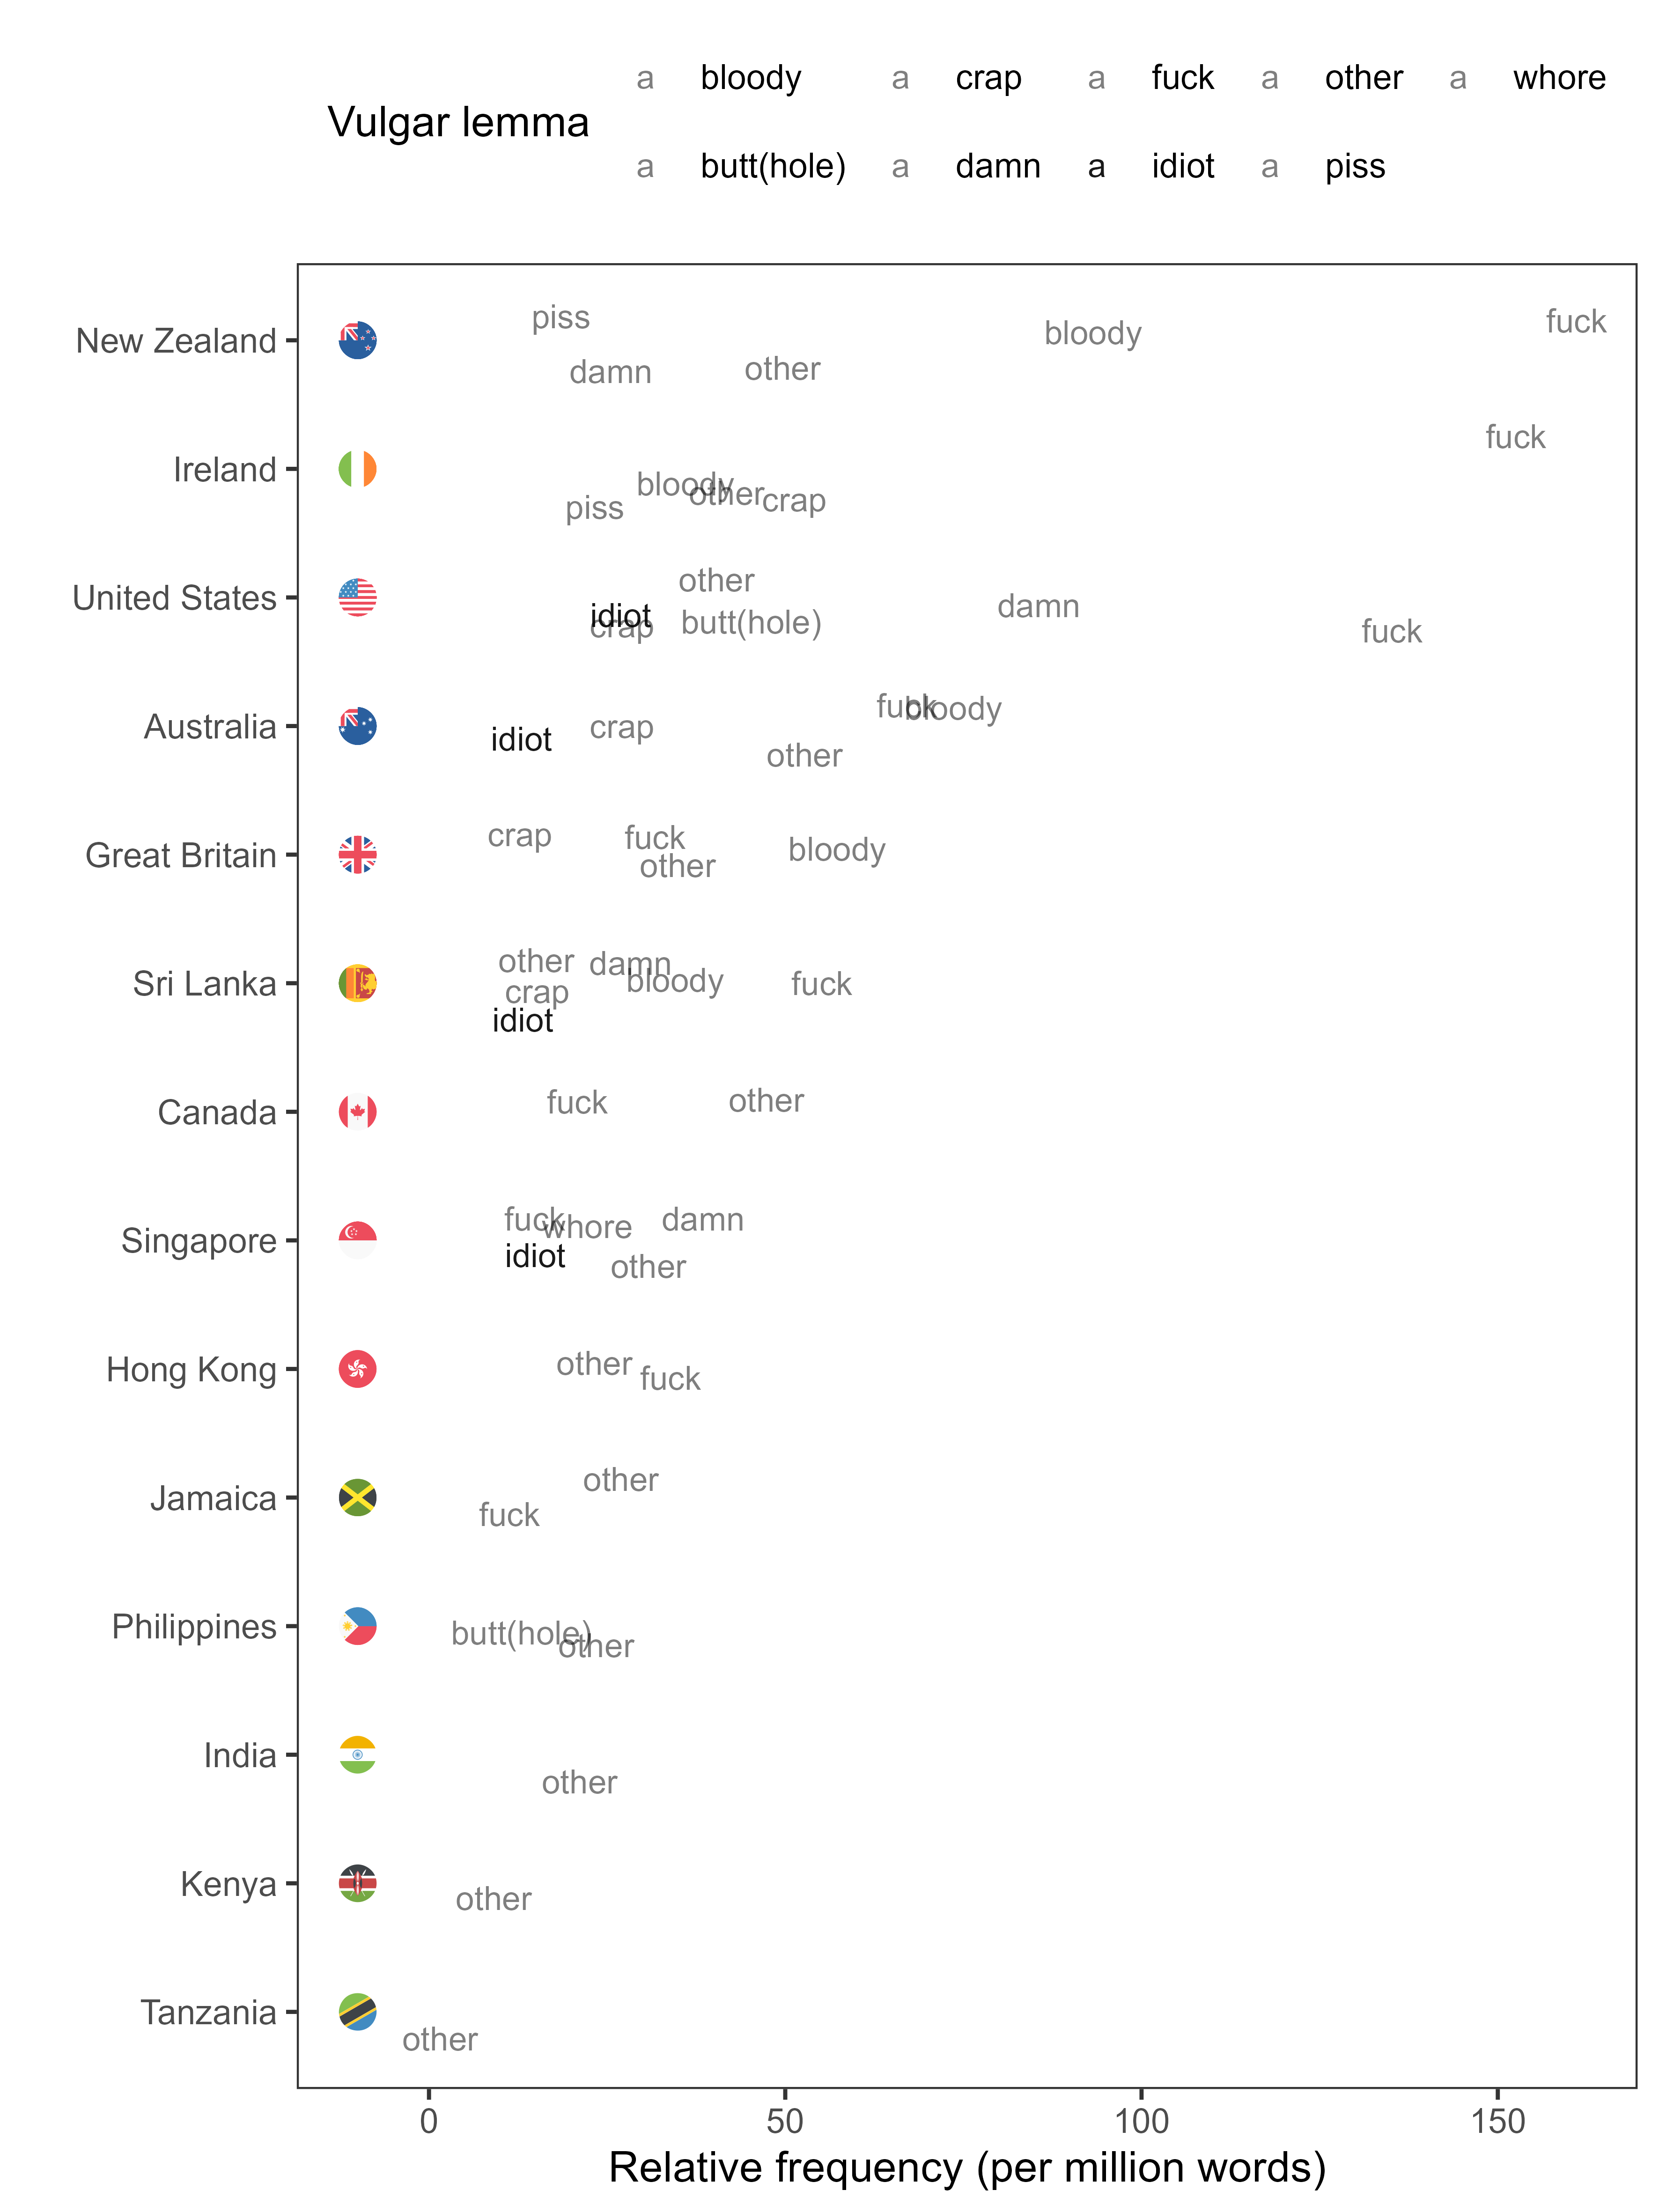 a bloody a crap a fuck a other a whore
Vulgar lemma
a butt(hole) a damn a idiot a piss
New Zealand
piss
bloody
fuck
damn
other
Ireland
fuck
bloody
other
crap
piss
United States
other
idiot
crap
butt(hole)
damn
fuck
Australia
fuck
bloody
idiot
crap
other
Great Britain
crap
fuck
other
bloody
Sri Lanka
other
damn
bloody
fuck
crap
idiot
Canada
fuck
other
Singapore
fuck
whore
damn
idiot
other
Hong Kong
other
fuck
Jamaica
other
fuck
Philippines
butt(hole)
other
India
other
Kenya
other
Tanzania
other
0 50 100 150
Relative frequency (per million words)